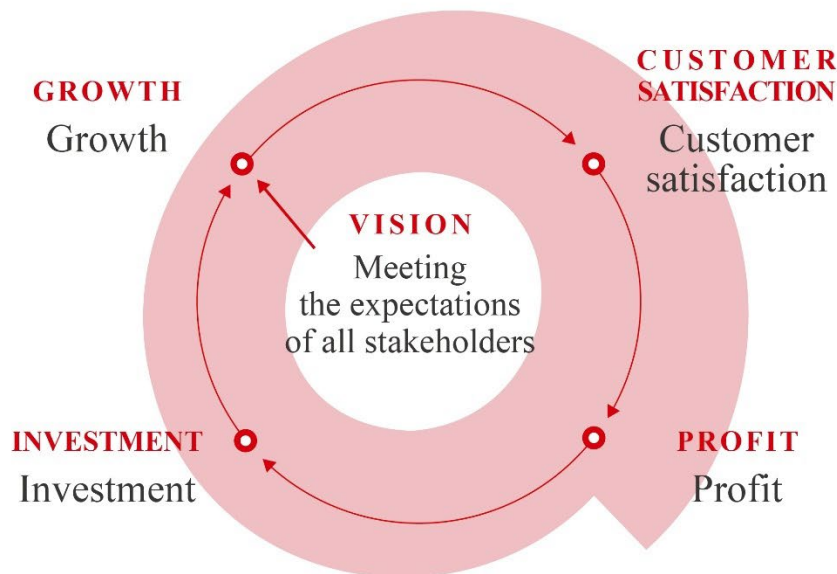 GROWTH
Growth
CUSTOMER
SATISFACTION
Customer
satisfaction
VISION
Meeting
the expectations
of all stakeholders
INVESTMENT
Investment
PROFIT
Profit